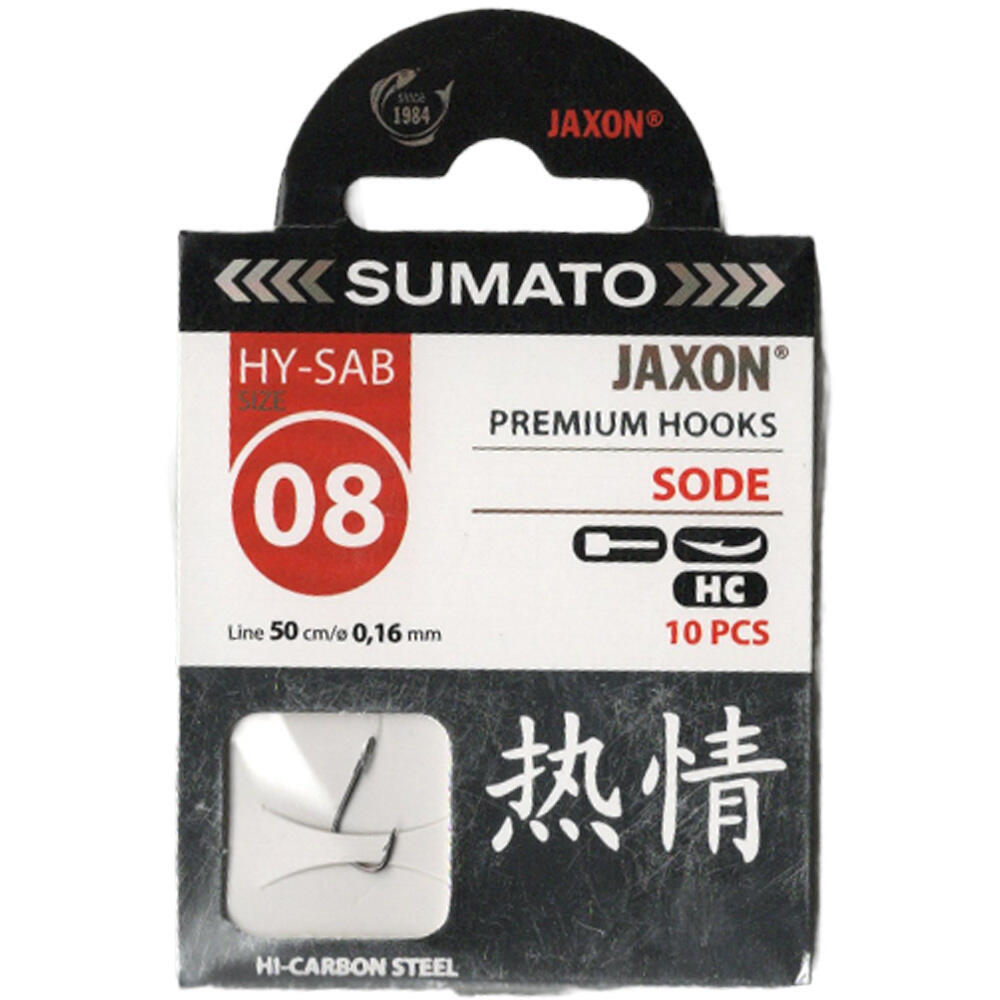 SINCE
1984
JAXON®
SUMATO
HY-SAB
SIZE
08
Line 50 cm/ø 0,16 mm
JAXON®
PREMIUM HOOKS
SODE
HC
10 PCS
热情
HI-CARBON STEEL